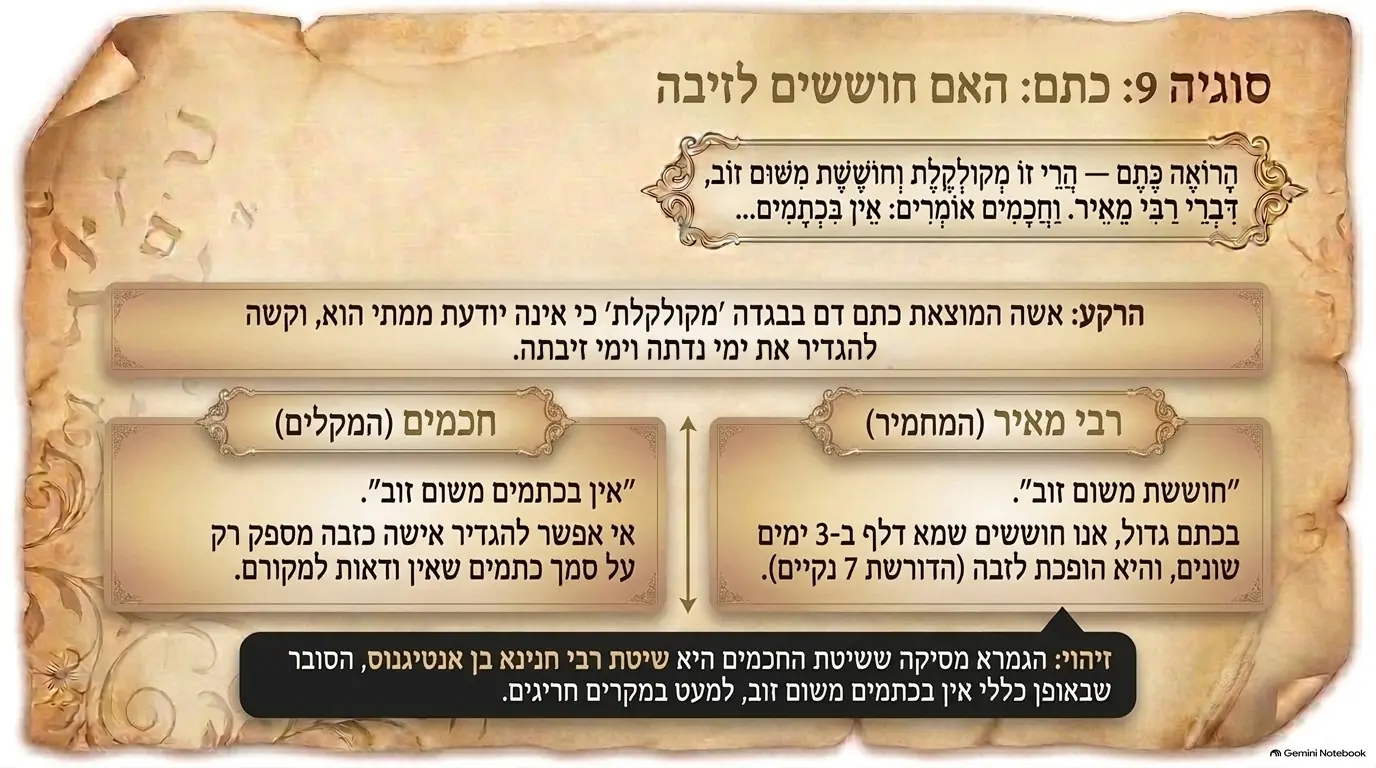 סוגיה 9: כתם: האם חוששים לזיבה
הָרוֹאָה כֶּתֶם — הֲרֵי זוֹ מְקוּלְקֶלֶת וְחוֹשֶׁשֶׁת מִשּׁוּם זוֹב,
דִּבְרֵי רַבִּי מֵאִיר. וַחֲכָמִים אוֹמְרִים: אֵין בִּכְתָמִים...
הרקע: אשה המוצאת כתם דם בבגדה 'מקולקלת' כי אינה יודעת ממתי הוא, וקשה
להגדיר את ימי נדתה וימי זיבתה.
רבי מאיר (המחמיר)
"חוששת משום זוב".
בכתם גדול, אנו חוששים שמא דלף ב-3 ימים
שונים, והיא הופכת לזבה (הדורשת 7 נקיים).
חכמים (המקלים)
"אין בכתמים משום זוב".
אי אפשר להגדיר אישה כזבה מספק רק
על סמך כתמים שאין ודאות למקורם.
זיהוי: הגמרא מסיקה ששיטת החכמים היא שיטת רבי חנינא בן אנטיגנוס, הסובר
שבאופן כללי אין בכתמים משום זוב, למעט במקרים חריגים.
Gemini Notebook